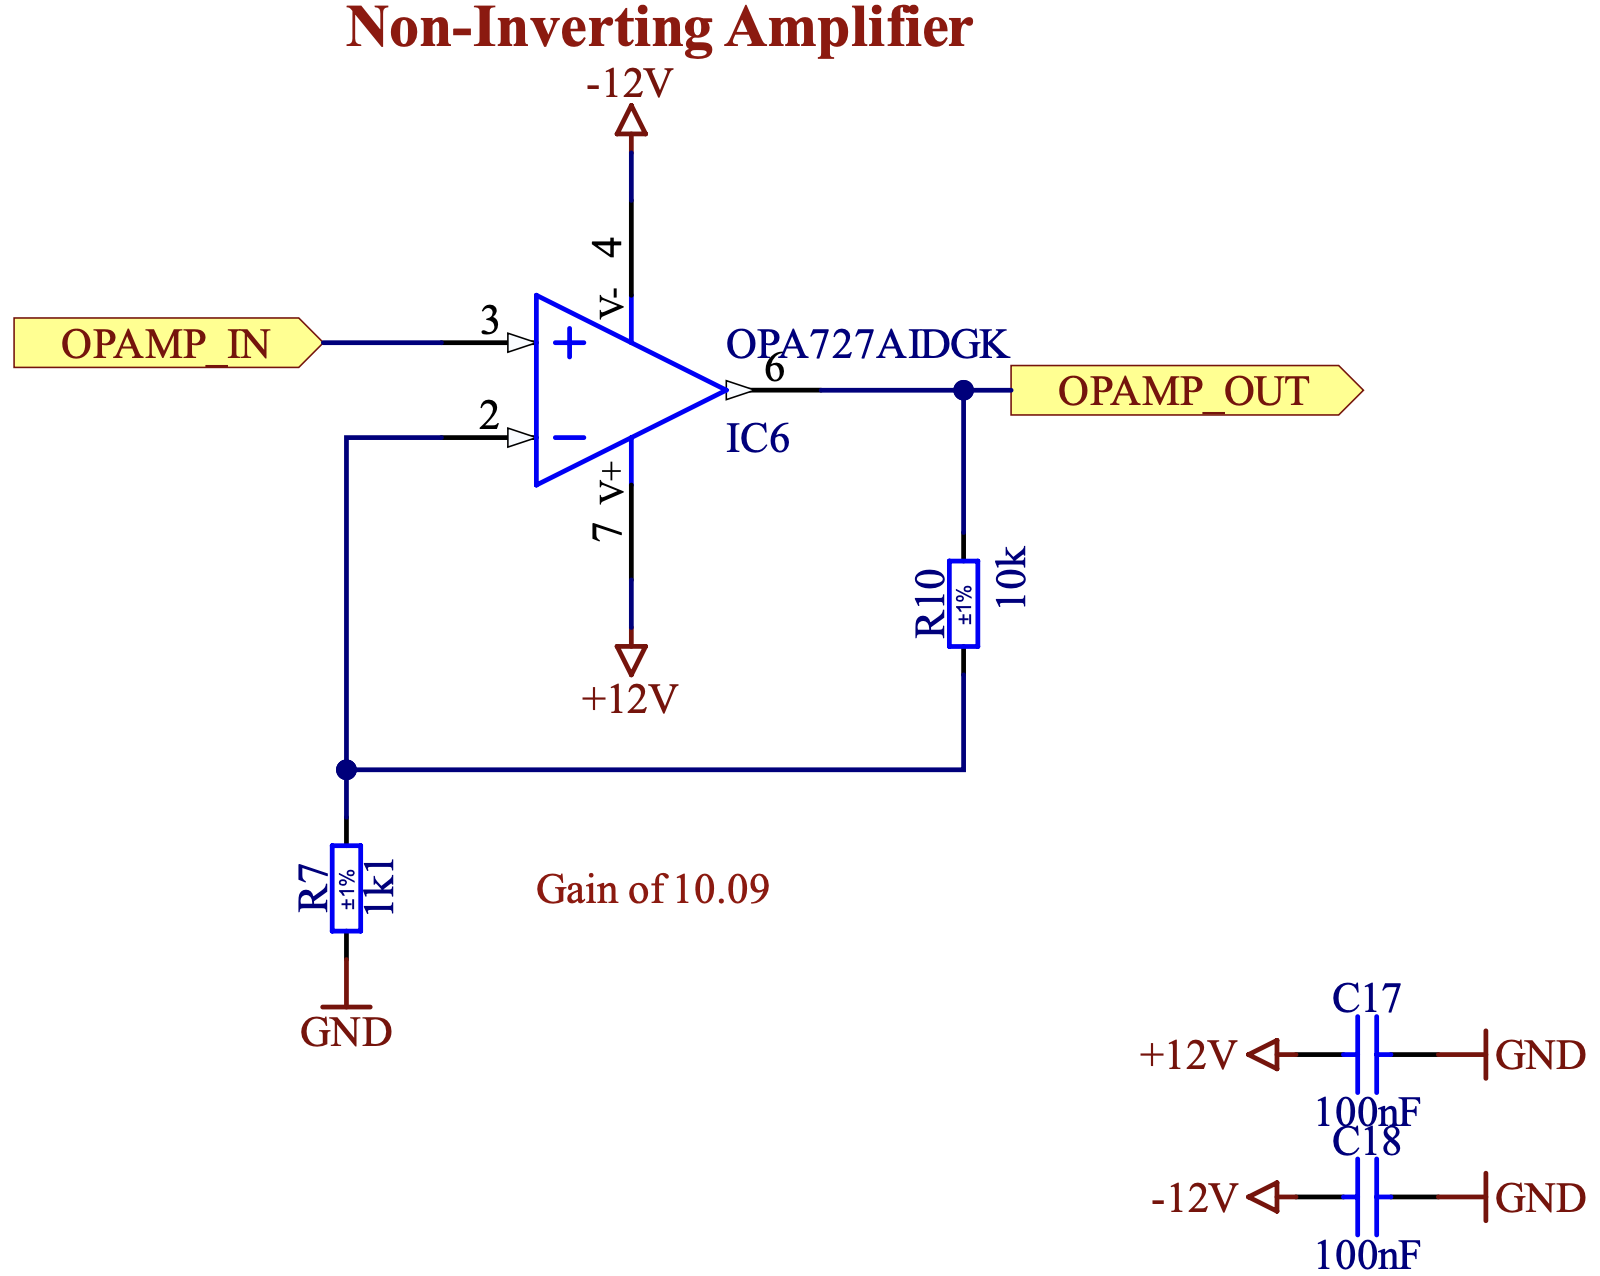 Non-Inverting Amplifier
-12V
4
V-
OPAMP_IN
3
+
OPA727AIDGK
6
OPAMP_OUT
2
−
IC6
V+
7
R10
±1%
10k
+12V
R7
±1%
1k1
Gain of 10.09
GND
C17
+12V
GND
100nF
C18
-12V
GND
100nF